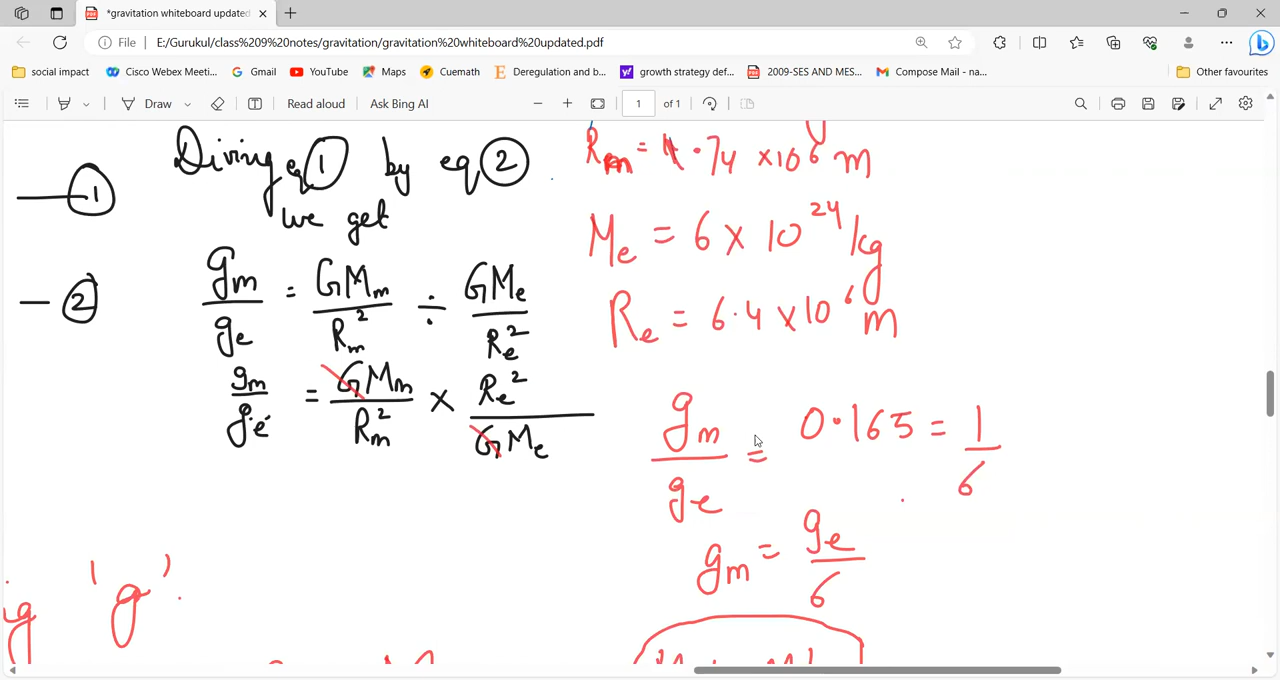 *gravitation whiteboard updated
File E:/Gurukul/class%209%20notes/gravitation/gravitation%20whiteboard%20updated.pdf
social impact Cisco Webex Meeti... Gmail YouTube Maps Cuemath Deregulation and b... growth strategy def... 2009-SES AND MES... Compose Mail - na... Other favourites
Draw Read aloud Ask Bing AI 1 of 1
① Diving eq ① by eq ②
we get
② gm/ge = GMm/Rm² ÷ GMe/Re²
gm/ge = GMm/Rm² × Re²/GMe
Rm = 1.74 ×10⁶ m
Me = 6 × 10²⁴ kg
Re = 6.4 ×10⁶ m
gm/ge = 0.165 = 1/6
gm = ge/6
'g'